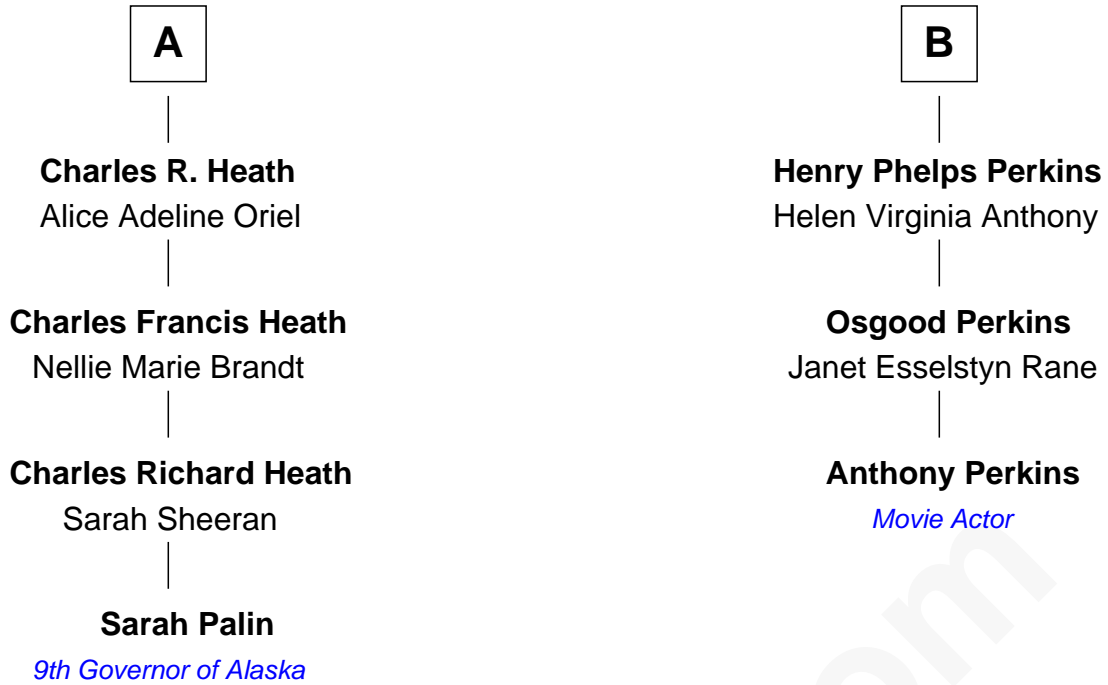 A
Charles R. Heath
Alice Adeline Oriel
Charles Francis Heath
Nellie Marie Brandt
Charles Richard Heath
Sarah Sheeran
Sarah Palin
9th Governor of Alaska
B
Henry Phelps Perkins
Helen Virginia Anthony
Osgood Perkins
Janet Esselstyn Rane
Anthony Perkins
Movie Actor
om